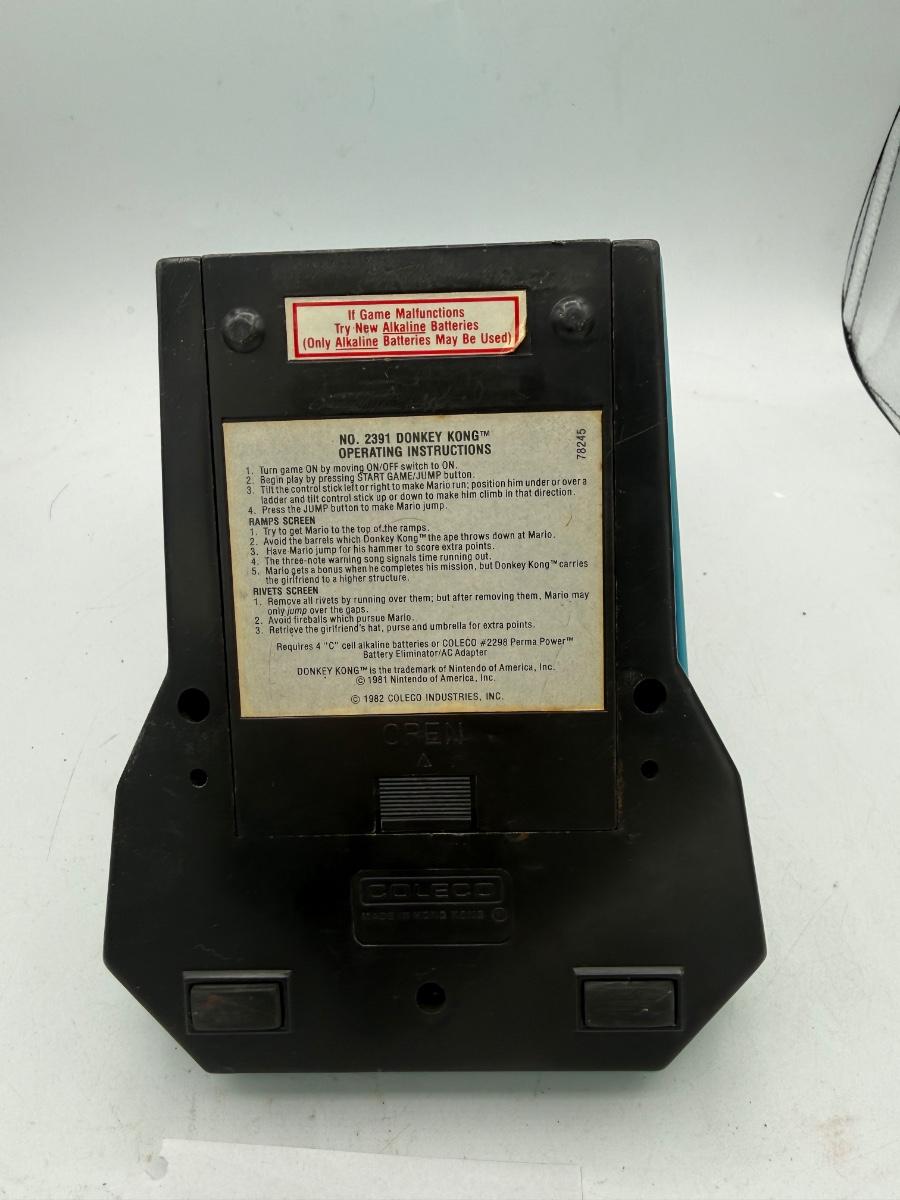 If Game Malfunctions
Try New Alkaline Batteries
(Only Alkaline Batteries May Be Used)
NO. 2391 DONKEY KONG™
OPERATING INSTRUCTIONS
78245
1. Turn game ON by moving ON/OFF switch to ON.
2. Begin play by pressing START GAME/JUMP button.
3. Tilt the control stick left or right to make Mario run; position him under or over a
ladder and tilt control stick up or down to make him climb in that direction.
4. Press the JUMP button to make Mario jump.
RAMPS SCREEN
1. Try to get Mario to the top of the ramps.
2. Avoid the barrels which Donkey Kong™ the ape throws down at Mario.
3. Have Mario jump for his hammer to score extra points.
4. The three-note warning song signals time running out.
5. Mario gets a bonus when he completes his mission, but Donkey Kong™ carries
the girlfriend to a higher structure.
RIVETS SCREEN
1. Remove all rivets by running over them; but after removing them, Mario may
only jump over the gaps.
2. Avoid fireballs which pursue Mario.
3. Retrieve the girlfriend's hat, purse and umbrella for extra points.
Requires 4 "C" cell alkaline batteries or COLECO #2298 Perma Power™
Battery Eliminator/AC Adapter
DONKEY KONG™ is the trademark of Nintendo of America, Inc.
© 1981 Nintendo of America, Inc.
© 1982 COLECO INDUSTRIES, INC.
OPEN
COLECO
MADE IN HONG KONG